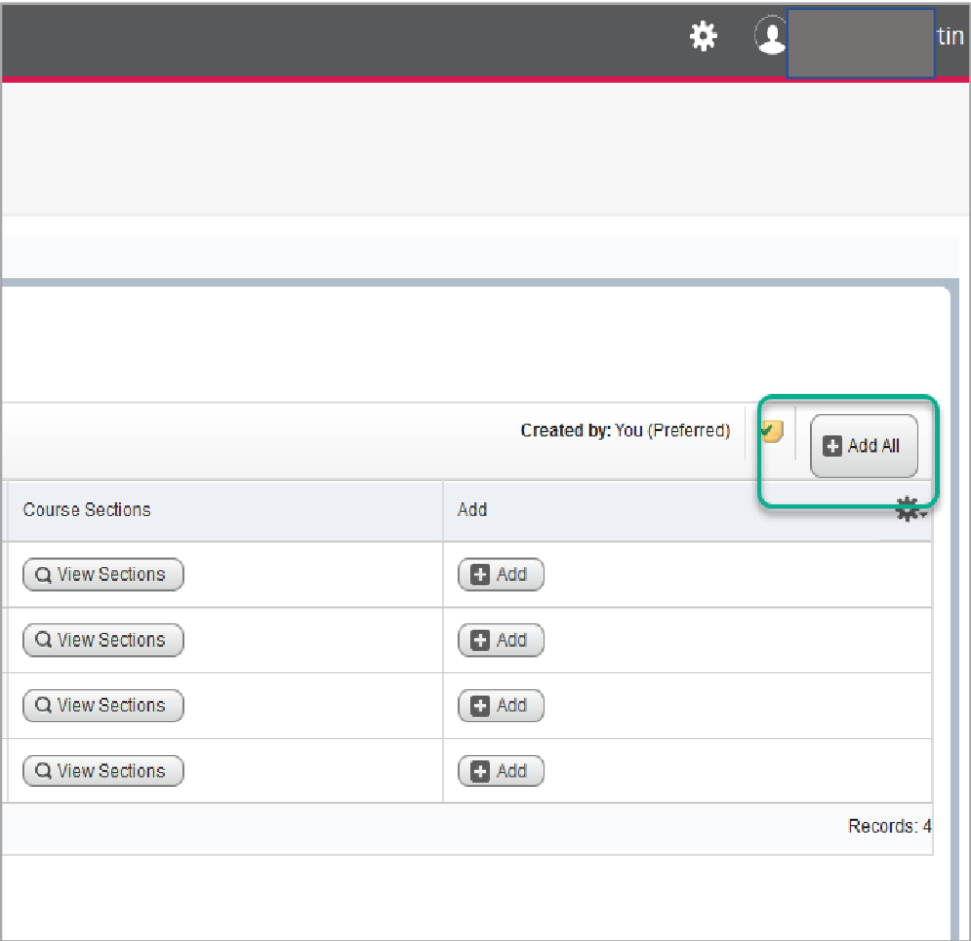 tin
Created by: You (Preferred)
Add All
Course Sections Add
View Sections Add
View Sections Add
View Sections Add
View Sections Add
Records: 4